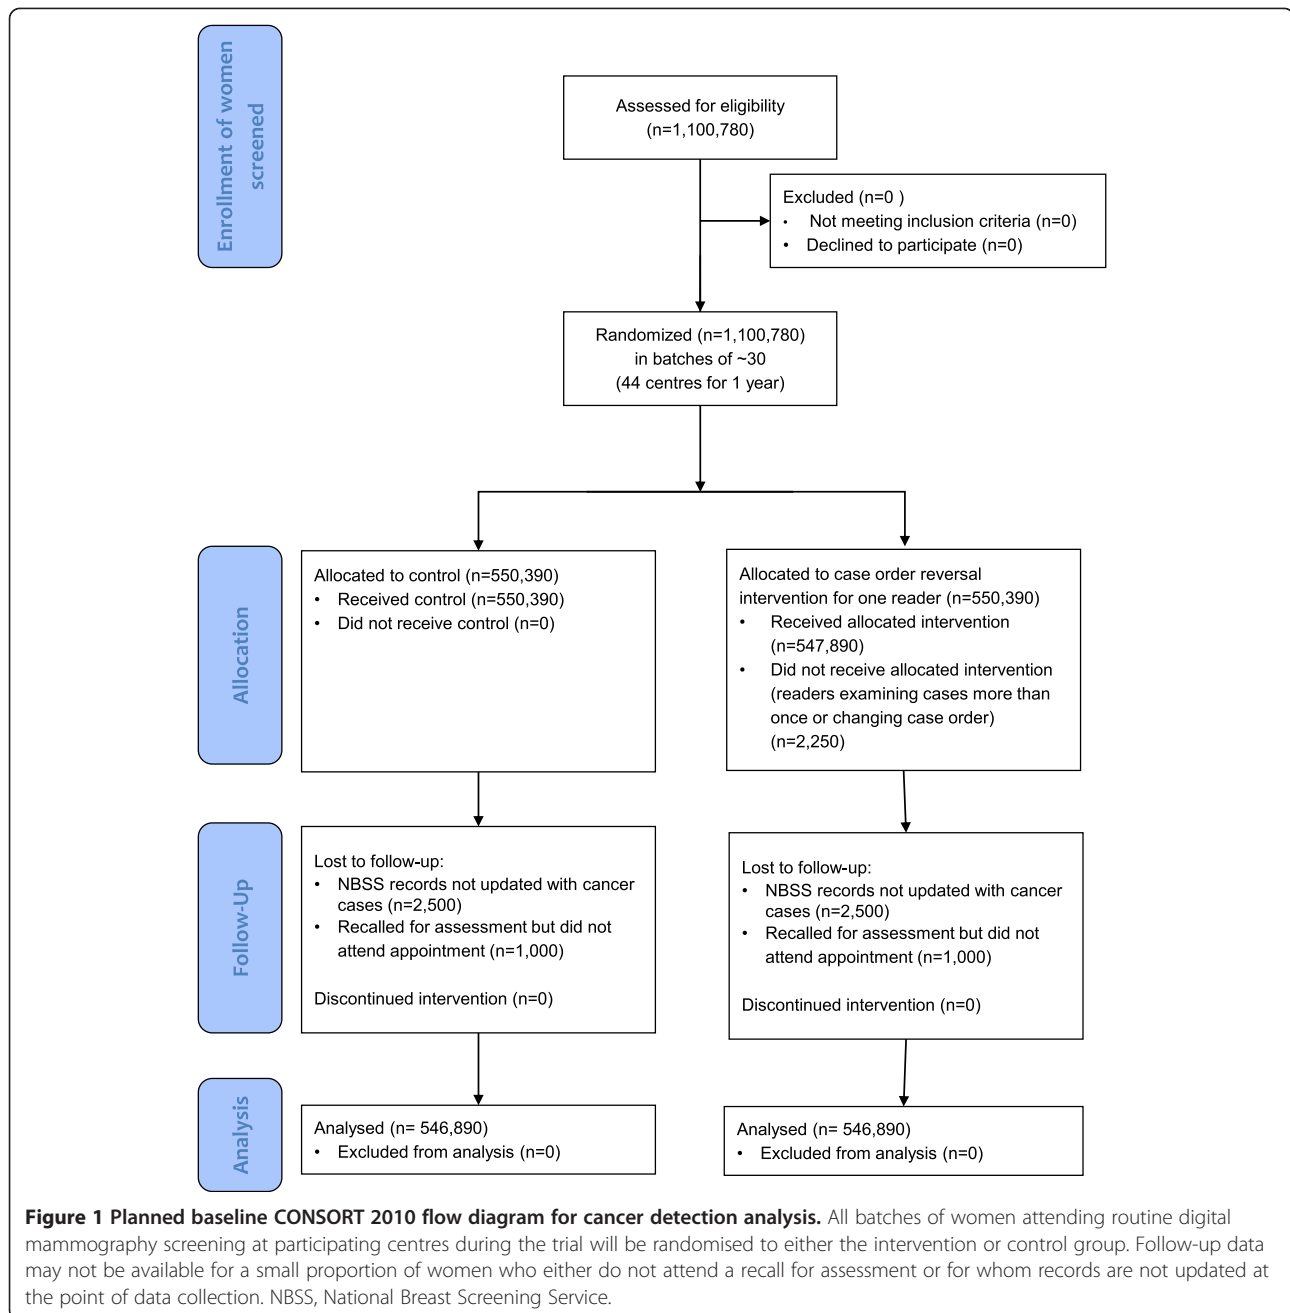 Enrollment of women
screened
Assessed for eligibility
(n=1,100,780)
Excluded (n=0 )
• Not meeting inclusion criteria (n=0)
• Declined to participate (n=0)
Randomized (n=1,100,780)
in batches of ~30
(44 centres for 1 year)
Allocation
Allocated to control (n=550,390)
• Received control (n=550,390)
• Did not receive control (n=0)
Allocated to case order reversal
intervention for one reader (n=550,390)
• Received allocated intervention
(n=547,890)
• Did not receive allocated intervention
(readers examining cases more than
once or changing case order)
(n=2,250)
Follow-Up
Lost to follow-up:
• NBSS records not updated with cancer
cases (n=2,500)
• Recalled for assessment but did not
attend appointment (n=1,000)
Discontinued intervention (n=0)
Lost to follow-up:
• NBSS records not updated with cancer
cases (n=2,500)
• Recalled for assessment but did not
attend appointment (n=1,000)
Discontinued intervention (n=0)
Analysis
Analysed (n= 546,890)
• Excluded from analysis (n=0)
Analysed (n= 546,890)
• Excluded from analysis (n=0)
Figure 1 Planned baseline CONSORT 2010 flow diagram for cancer detection analysis. All batches of women attending routine digital
mammography screening at participating centres during the trial will be randomised to either the intervention or control group. Follow-up data
may not be available for a small proportion of women who either do not attend a recall for assessment or for whom records are not updated at
the point of data collection. NBSS, National Breast Screening Service.